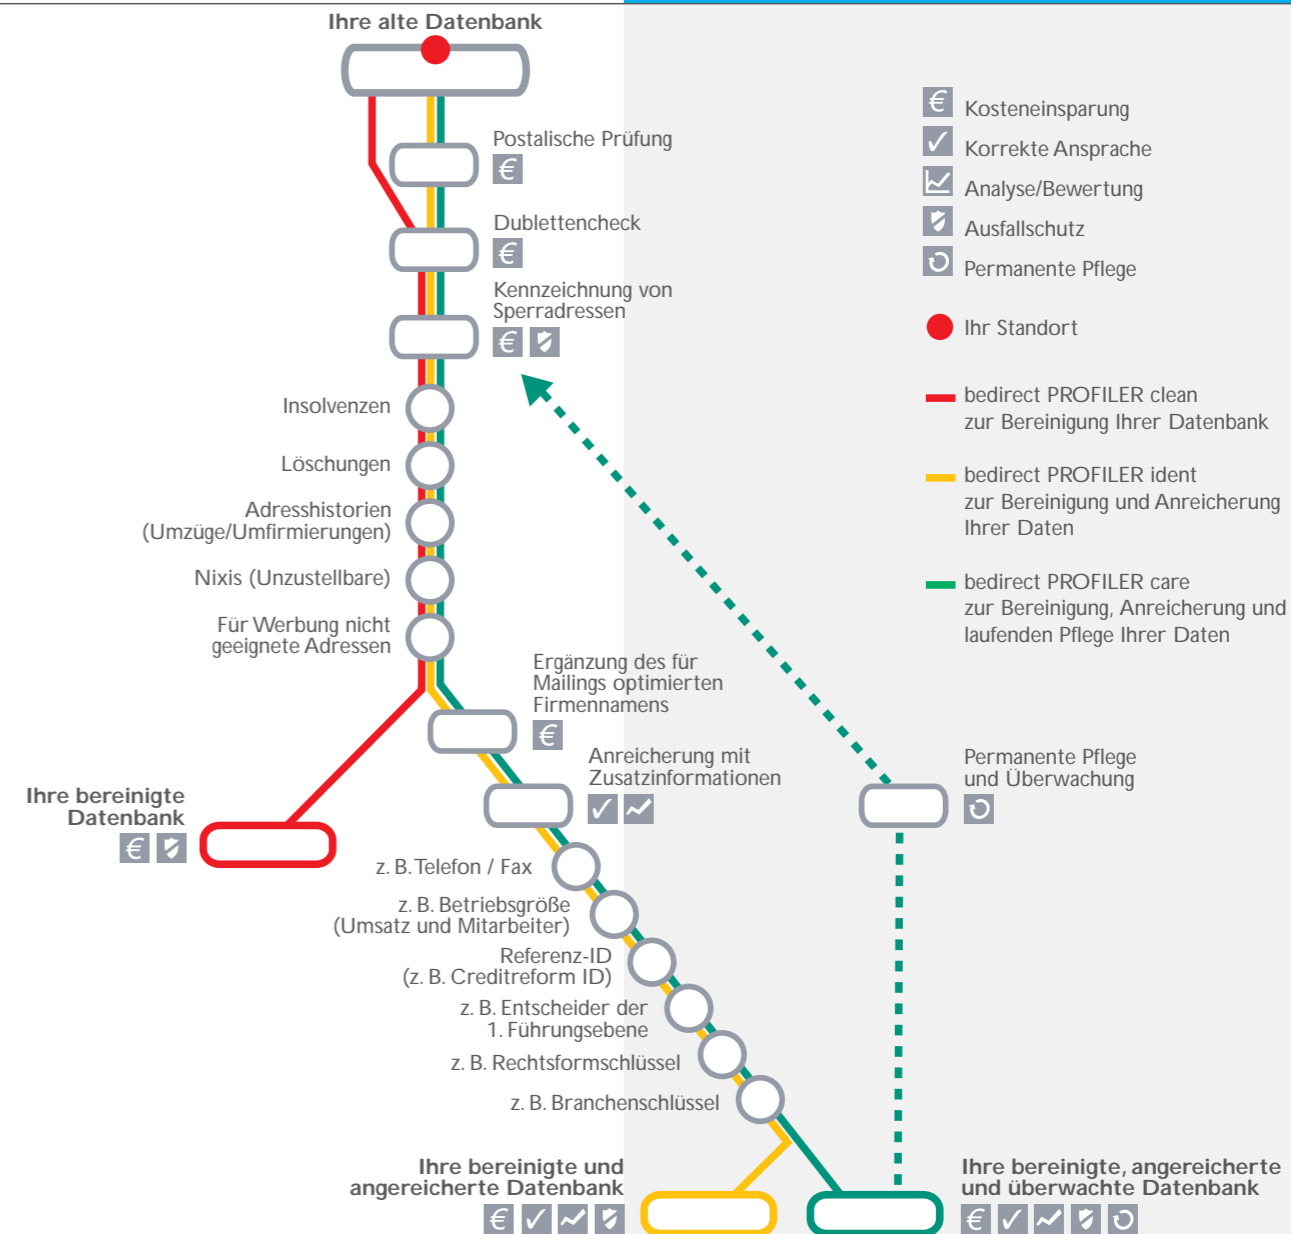 Ihre alte Datenbank
Postalische Prüfung
€
Dublettencheck
€
Kennzeichnung von
Sperradressen
€
Insolvenzen
Löschungen
Adresshistorien
(Umzüge/Umfirmierungen)
Nixis (Unzustellbare)
Für Werbung nicht
geeignete Adressen
Ergänzung des für
Mailings optimierten
Firmennamens
€
Anreicherung mit
Zusatzinformationen
Ihre bereinigte
Datenbank
€
z. B. Telefon / Fax
z. B. Betriebsgröße
(Umsatz und Mitarbeiter)
Referenz-ID
(z. B. Creditreform ID)
z. B. Entscheider der
1. Führungsebene
z. B. Rechtsformschlüssel
z. B. Branchenschlüssel
Ihre bereinigte und
angereicherte Datenbank
€
€ Kosteneinsparung
Korrekte Ansprache
Analyse/Bewertung
Ausfallschutz
Permanente Pflege
Ihr Standort
bedirect PROFILER clean
zur Bereinigung Ihrer Datenbank
bedirect PROFILER ident
zur Bereinigung und Anreicherung
Ihrer Daten
bedirect PROFILER care
zur Bereinigung, Anreicherung und
laufenden Pflege Ihrer Daten
Permanente Pflege
und Überwachung
Ihre bereinigte, angereicherte
und überwachte Datenbank
€